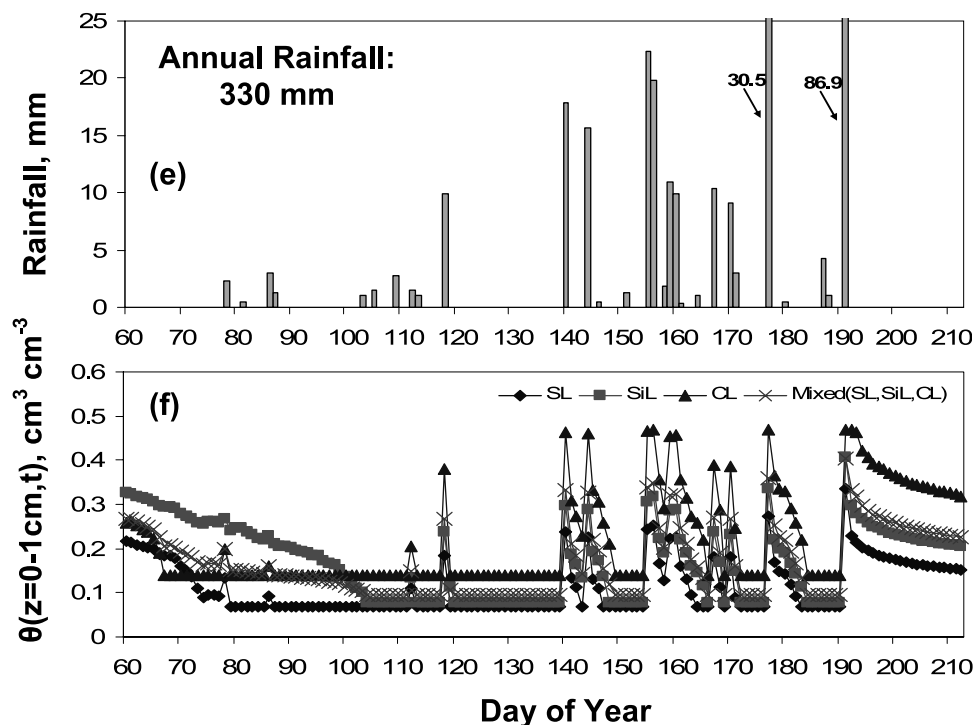 25
20
15
10
5
0
Rainfall, mm
Annual Rainfall:
330 mm
(e)
30.5
86.9
60 70 80 90 100 110 120 130 140 150 160 170 180 190 200 210
0.6
0.5
0.4
0.3
0.2
0.1
0
θ(z=0-1cm,t), cm³ cm⁻³
(f)
SL SiL CL Mixed(SL,SiL,CL)
60 70 80 90 100 110 120 130 140 150 160 170 180 190 200 210
Day of Year